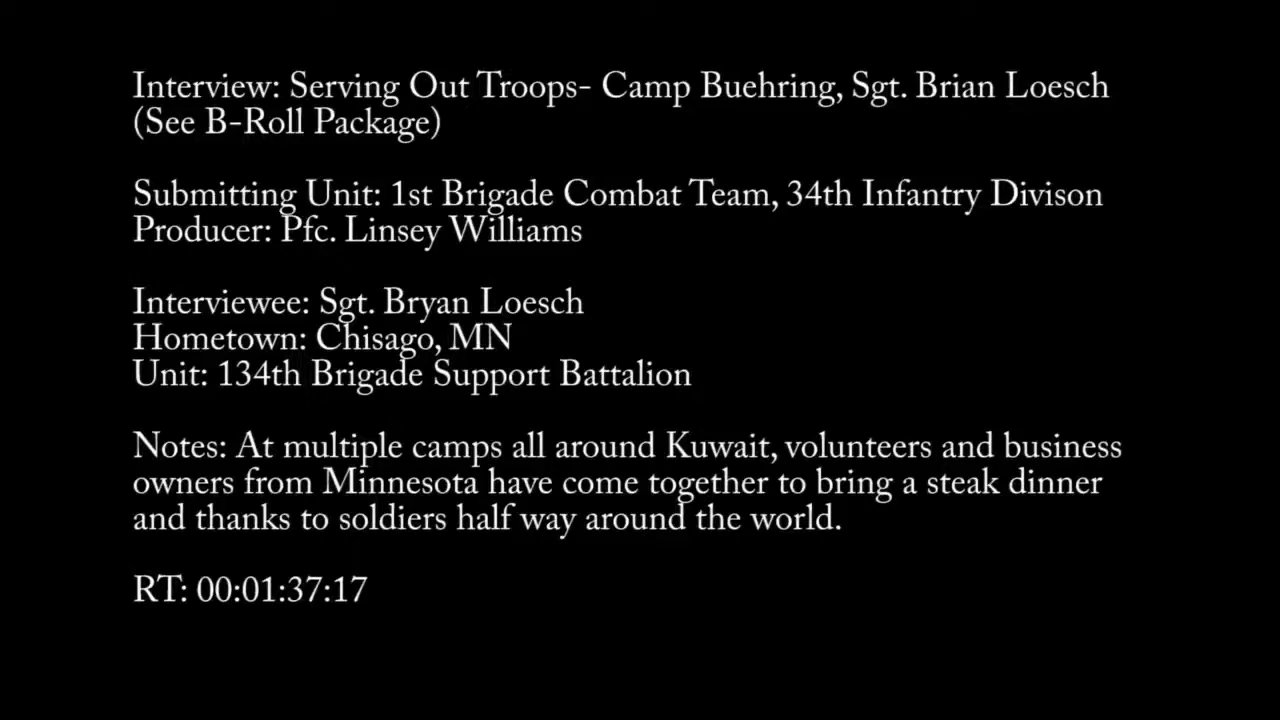 Interview: Serving Out Troops- Camp Buehring, Sgt. Brian Loesch
(See B-Roll Package)
Submitting Unit: 1st Brigade Combat Team, 34th Infantry Divison
Producer: Pfc. Linsey Williams
Interviewee: Sgt. Bryan Loesch
Hometown: Chisago, MN
Unit: 134th Brigade Support Battalion
Notes: At multiple camps all around Kuwait, volunteers and business
owners from Minnesota have come together to bring a steak dinner
and thanks to soldiers half way around the world.
RT: 00:01:37:17